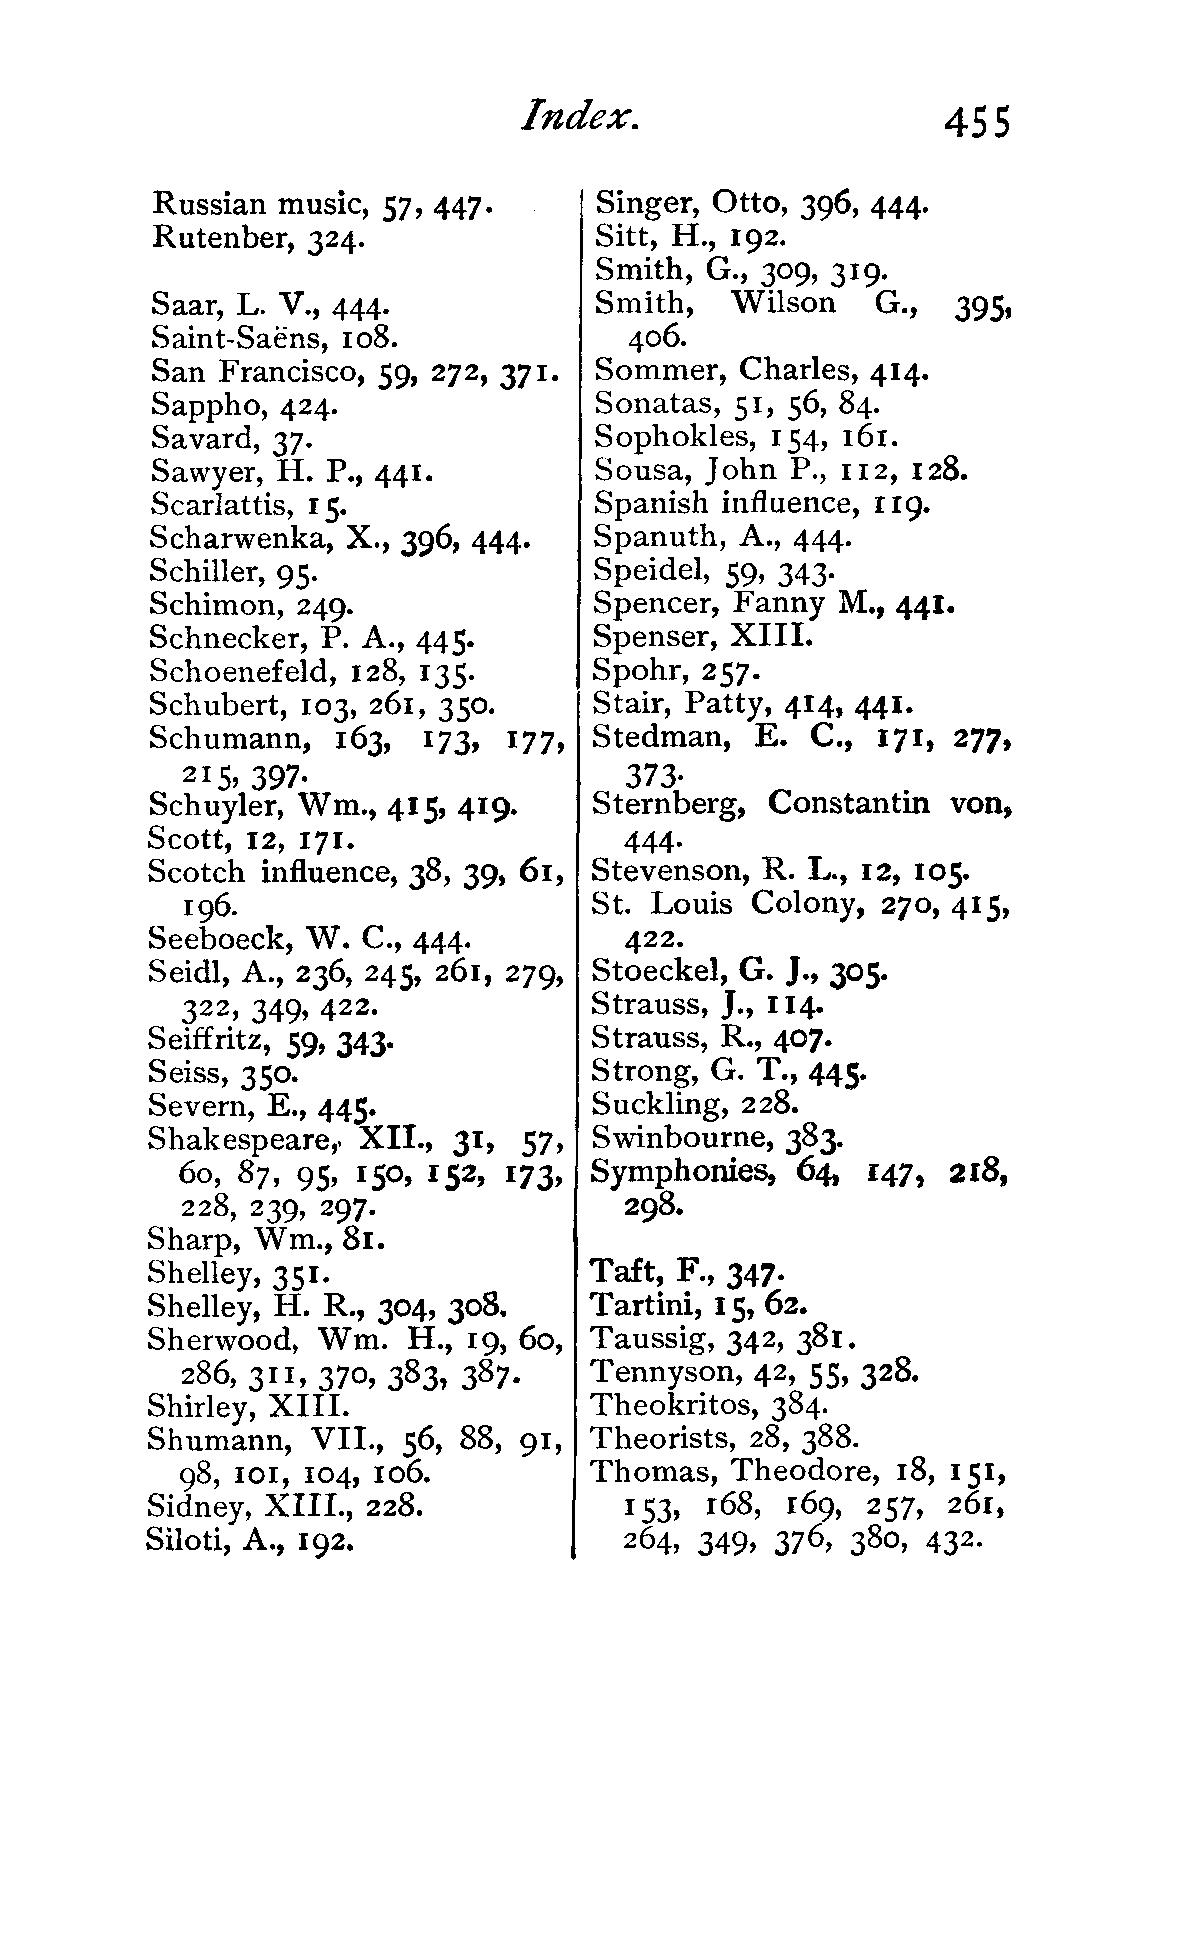 Index.
455
Russian music, 57, 447.
Rutenber, 324.
Saar, L. V., 444.
Saint-Saëns, 108.
San Francisco, 59, 272, 371.
Sappho, 424.
Savard, 37.
Sawyer, H. P., 441.
Scarlattis, 15.
Scharwenka, X., 396, 444.
Schiller, 95.
Schimon, 249.
Schnecker, P. A., 445.
Schoenefeld, 128, 135.
Schubert, 103, 261, 350.
Schumann, 163, 173, 177,
215, 397.
Schuyler, Wm., 415, 419.
Scott, 12, 171.
Scotch influence, 38, 39, 61,
196.
Seeboeck, W. C., 444.
Seidl, A., 236, 245, 261, 279,
322, 349, 422.
Seiffritz, 59, 343.
Seiss, 350.
Severn, E., 445.
Shakespeare, XII., 31, 57,
60, 87, 95, 150, 152, 173,
228, 239, 297.
Sharp, Wm., 81.
Shelley, 351.
Shelley, H. R., 304, 308.
Sherwood, Wm. H., 19, 60,
286, 311, 370, 383, 387.
Shirley, XIII.
Shumann, VII., 56, 88, 91,
98, 101, 104, 106.
Sidney, XIII., 228.
Siloti, A., 192.
Singer, Otto, 396, 444.
Sitt, H., 192.
Smith, G., 309, 319.
Smith, Wilson G., 395,
406.
Sommer, Charles, 414.
Sonatas, 51, 56, 84.
Sophokles, 154, 161.
Sousa, John P., 112, 128.
Spanish influence, 119.
Spanuth, A., 444.
Speidel, 59, 343.
Spencer, Fanny M., 441.
Spenser, XIII.
Spohr, 257.
Stair, Patty, 414, 441.
Stedman, E. C., 171, 277,
373.
Sternberg, Constantin von,
444.
Stevenson, R. L., 12, 105.
St. Louis Colony, 270, 415,
422.
Stoeckel, G. J., 305.
Strauss, J., 114.
Strauss, R., 407.
Strong, G. T., 445.
Suckling, 228.
Swinbourne, 383.
Symphonies, 64, 147, 218,
298.
Taft, F., 347.
Tartini, 15, 62.
Taussig, 342, 381.
Tennyson, 42, 55, 328.
Theokritos, 384.
Theorists, 28, 388.
Thomas, Theodore, 18, 151,
153, 168, 169, 257, 261,
264, 349, 376, 380, 432.